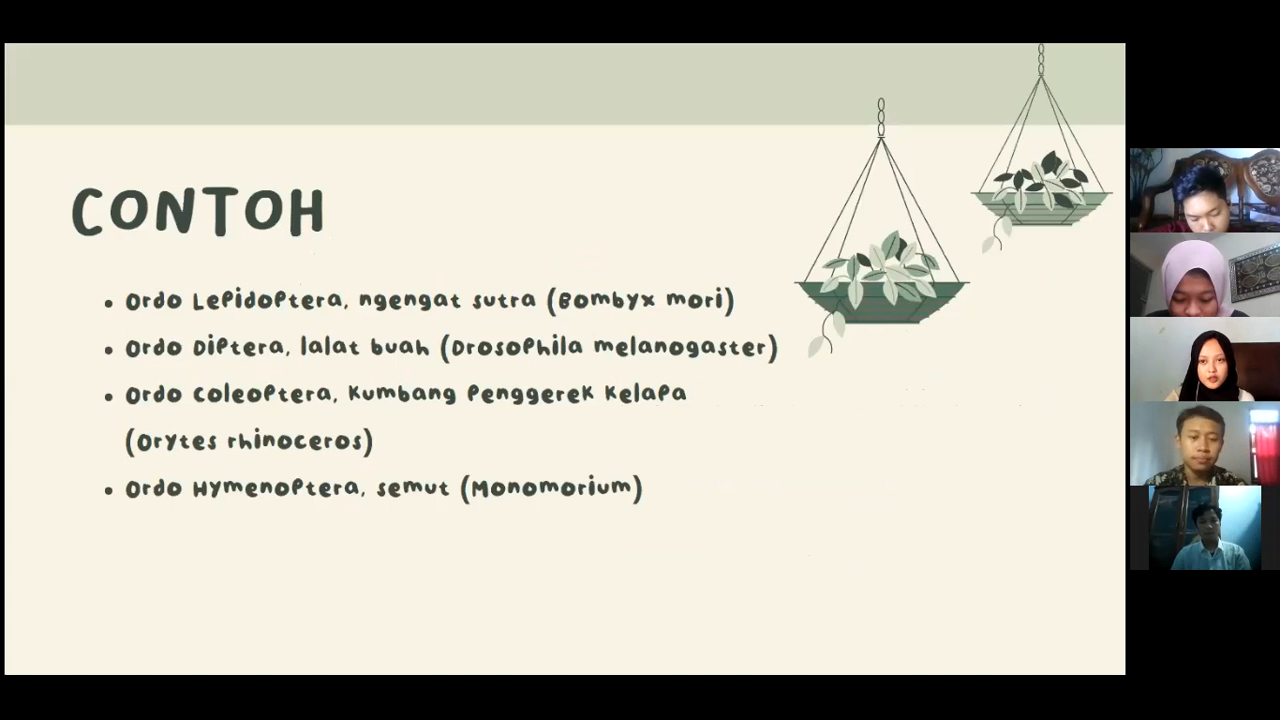 CONTOH
Ordo Lepidoptera, ngengat sutra (Bombyx mori)
Ordo Diptera, lalat buah (Drosophila melanogaster)
Ordo Coleoptera, Kumbang Penggerek Kelapa
(Orytes rhinoceros)
Ordo Hymenoptera, semut (Monomorium)